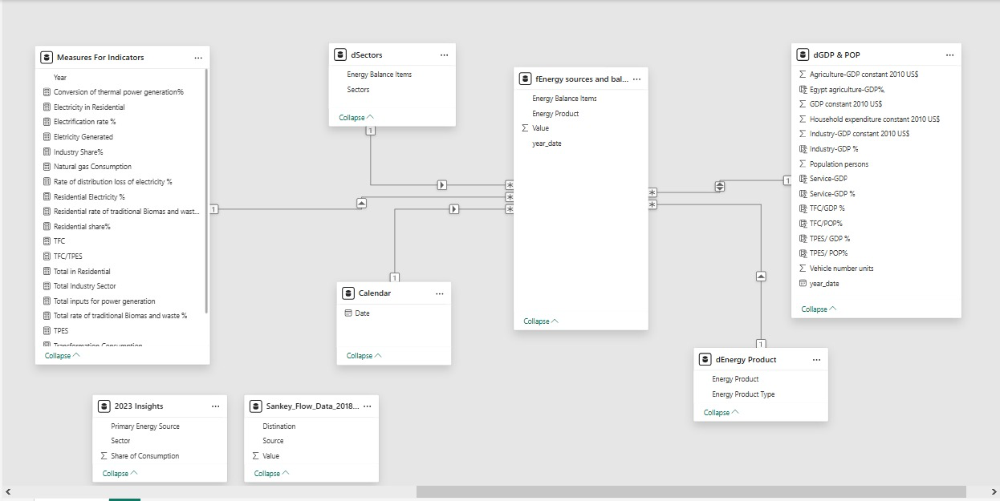 Measures For Indicators
Year
Conversion of thermal power generation%
Electricity in Residential
Electrification rate %
Eletricity Generated
Industry Share%
Natural gas Consumption
Rate of distribution loss of electricity %
Residential Electricity %
Residential rate of traditional Biomas and wast...
Residential share%
TFC
TFC/TPES
Total in Residential
Total Industry Sector
Total inputs for power generation
Total rate of traditional Biomas and waste %
TPES
Transformation Consumption
Collapse
dSectors
Energy Balance Items
Sectors
Collapse
1
1
1
Calendar
Date
Collapse
fEnergy sources and bal...
Energy Balance Items
Energy Product
Value
year_date
Collapse
1
dGDP & POP
Agriculture-GDP constant 2010 US$
Egypt agriculture-GDP%,
GDP constant 2010 US$
Household expenditure constant 2010 US$
Industry-GDP constant 2010 US$
Industry-GDP %
Population persons
Service-GDP
Service-GDP %
TFC/GDP %
TFC/POP%
TPES/ GDP %
TPES/ POP%
Vehicle number units
year_date
Collapse
1
dEnergy Product
Energy Product
Energy Product Type
Collapse
2023 Insights
Primary Energy Source
Sector
Share of Consumption
Collapse
Sankey_Flow_Data_2018...
Distination
Source
Value
Collapse